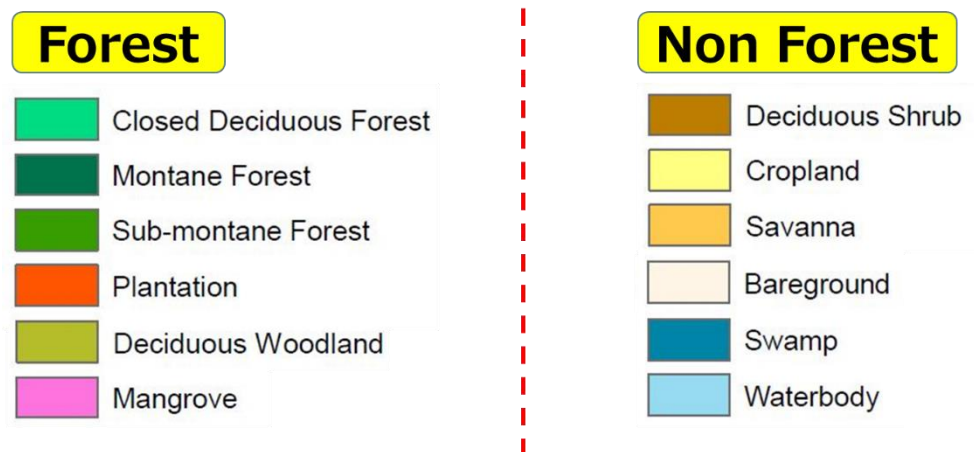 Forest
Closed Deciduous Forest
Montane Forest
Sub-montane Forest
Plantation
Deciduous Woodland
Mangrove
Non Forest
Deciduous Shrub
Cropland
Savanna
Bareground
Swamp
Waterbody